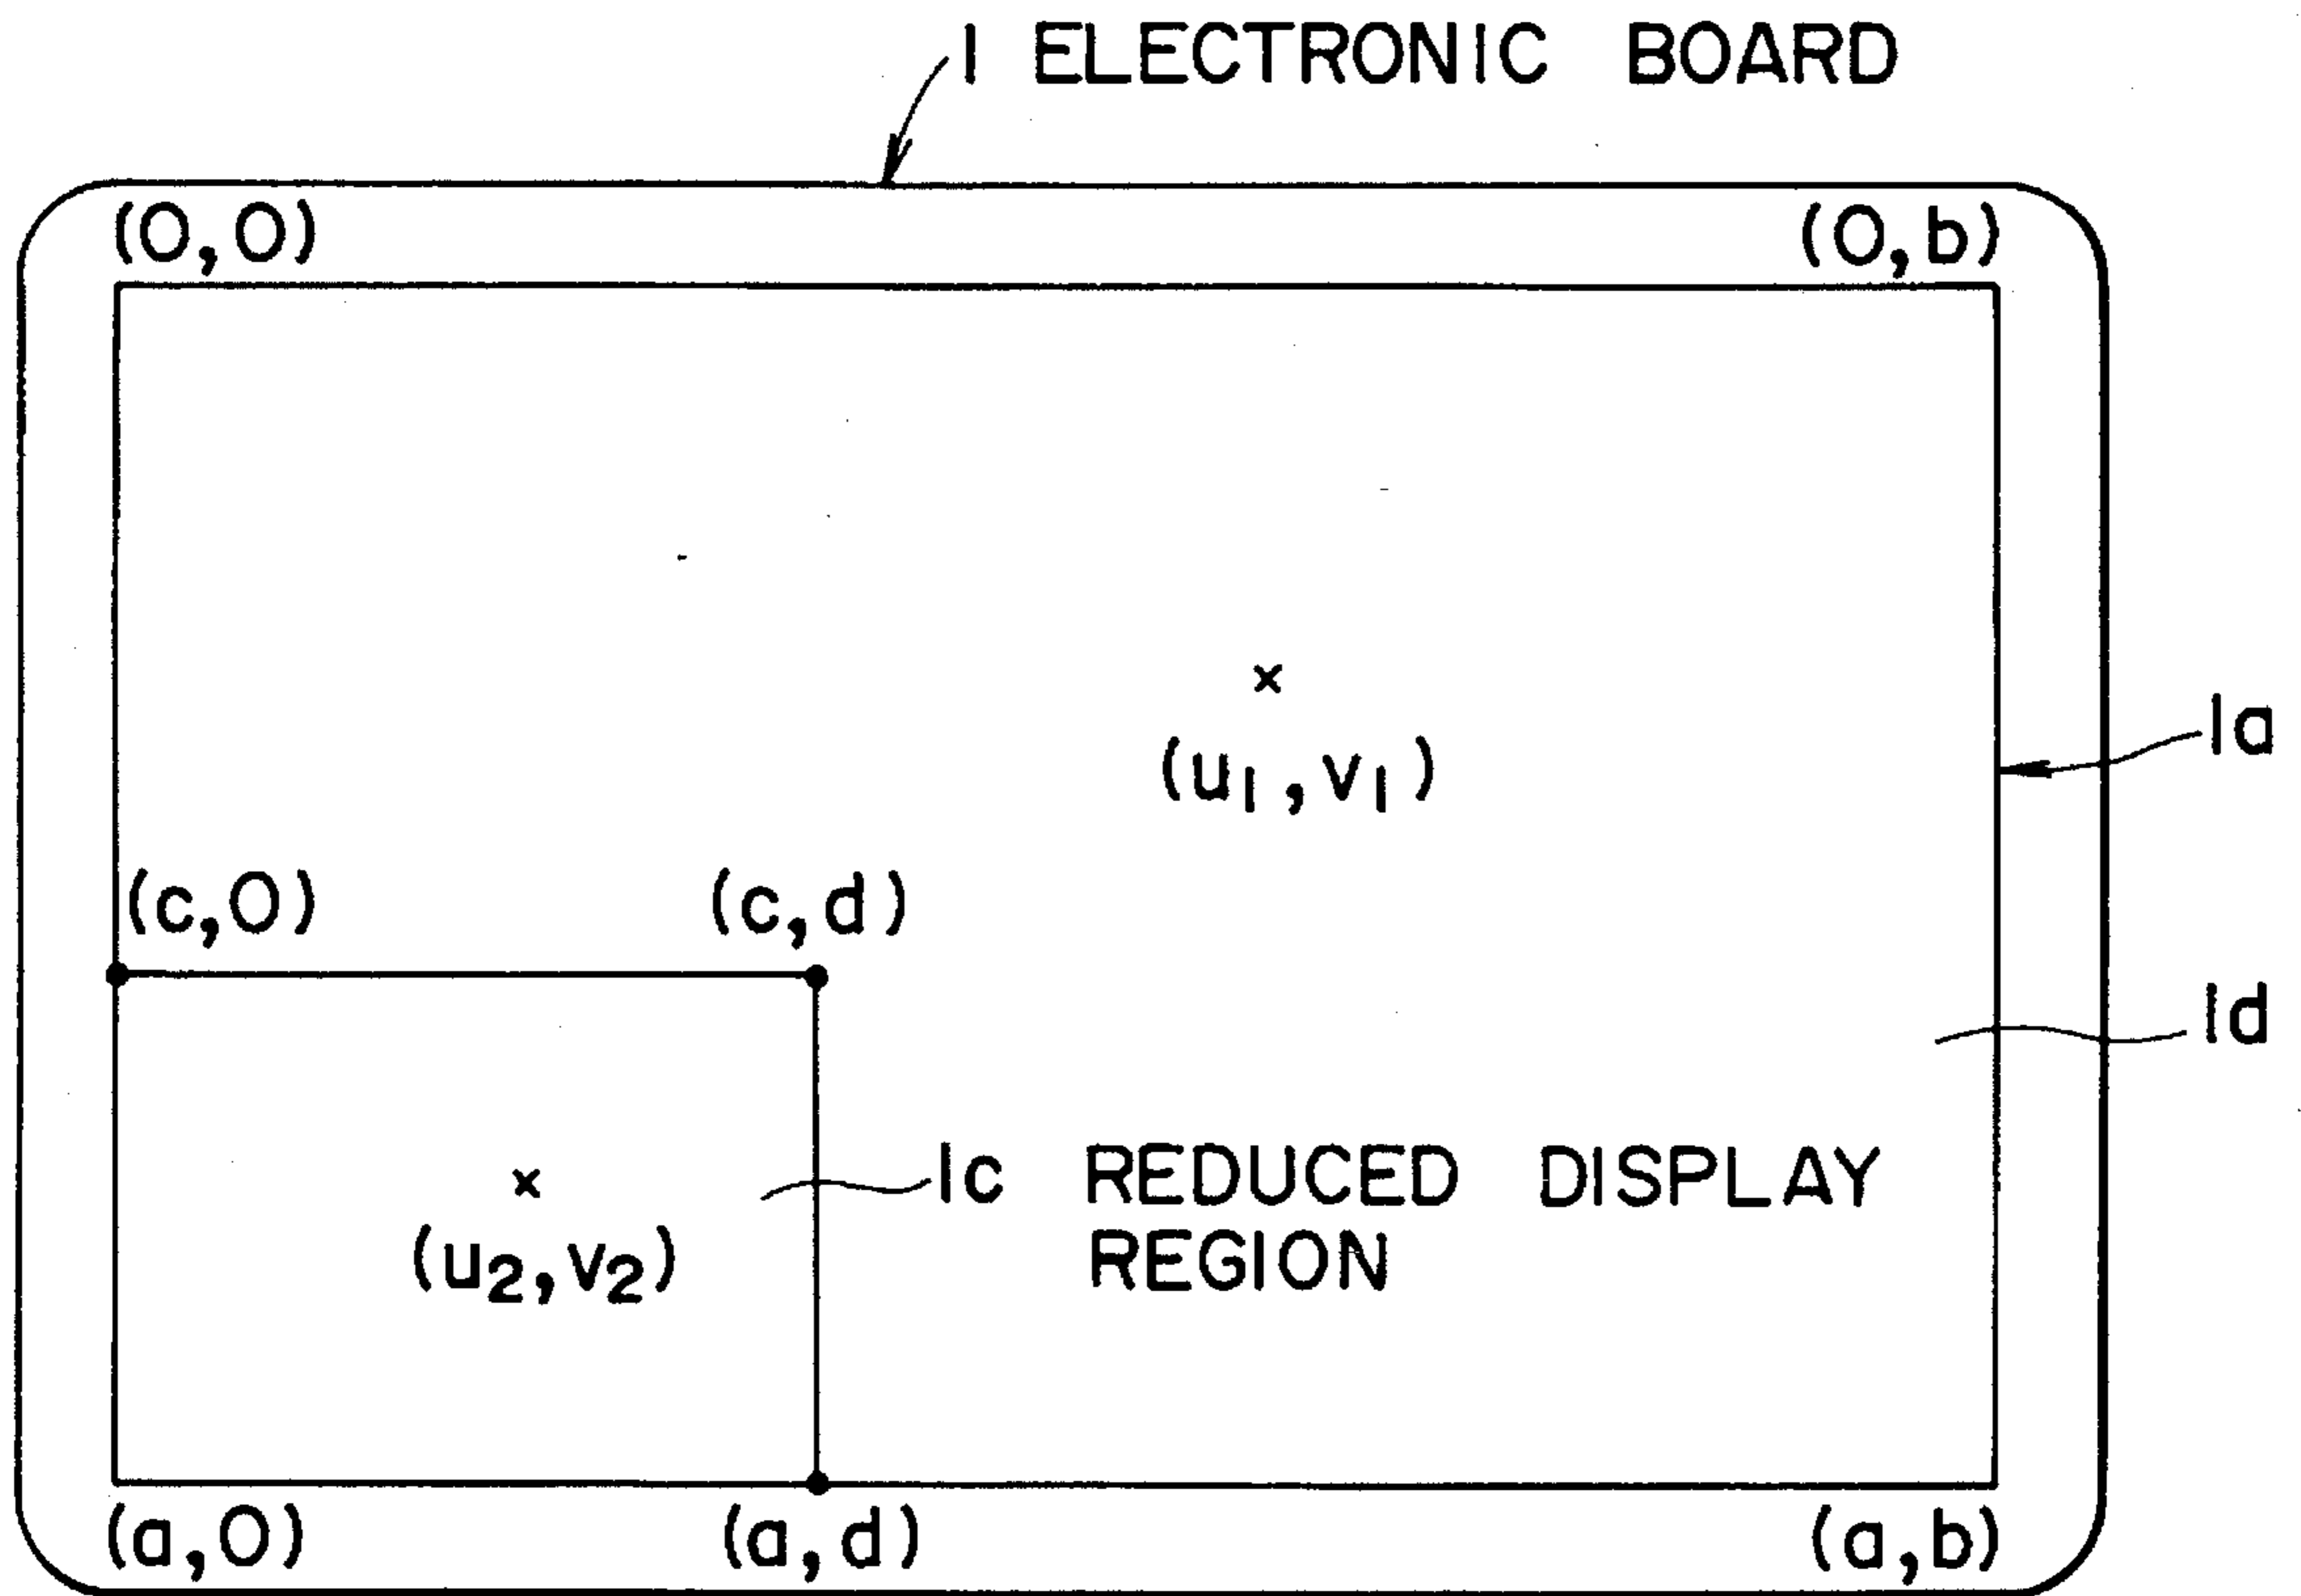 1 ELECTRONIC BOARD
(0,0)
(0,b)
x
(u1,v1)
1a
(c,0)
(c,d)
1d
x
1c REDUCED DISPLAY
REGION
(u2,v2)
(a,0)
(a,d)
(a,b)